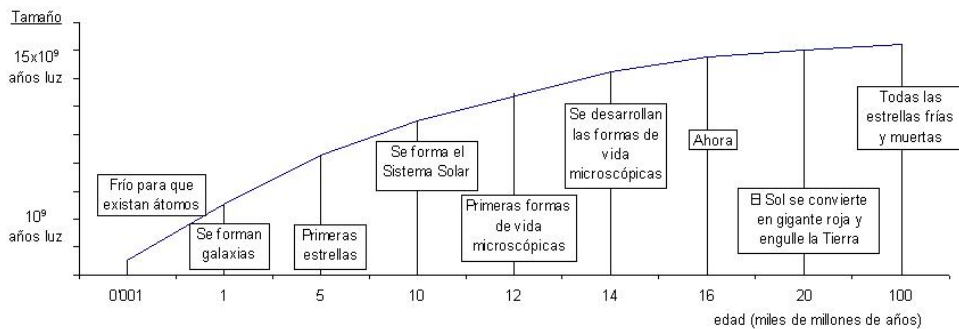 Tamaño
15x10⁹
años luz
10⁹
años luz
Frío para que
existan átomos
Se forman
galaxias
Primeras
estrellas
Se forma el
Sistema Solar
Primeras formas
de vida
microscópicas
Se desarrollan
las formas de
vida
microscópicas
Ahora
El Sol se convierte
en gigante roja y
engulle la Tierra
Todas las
estrellas frías
y muertas
0'001 1 5 10 12 14 16 20 100
edad (miles de millones de años)